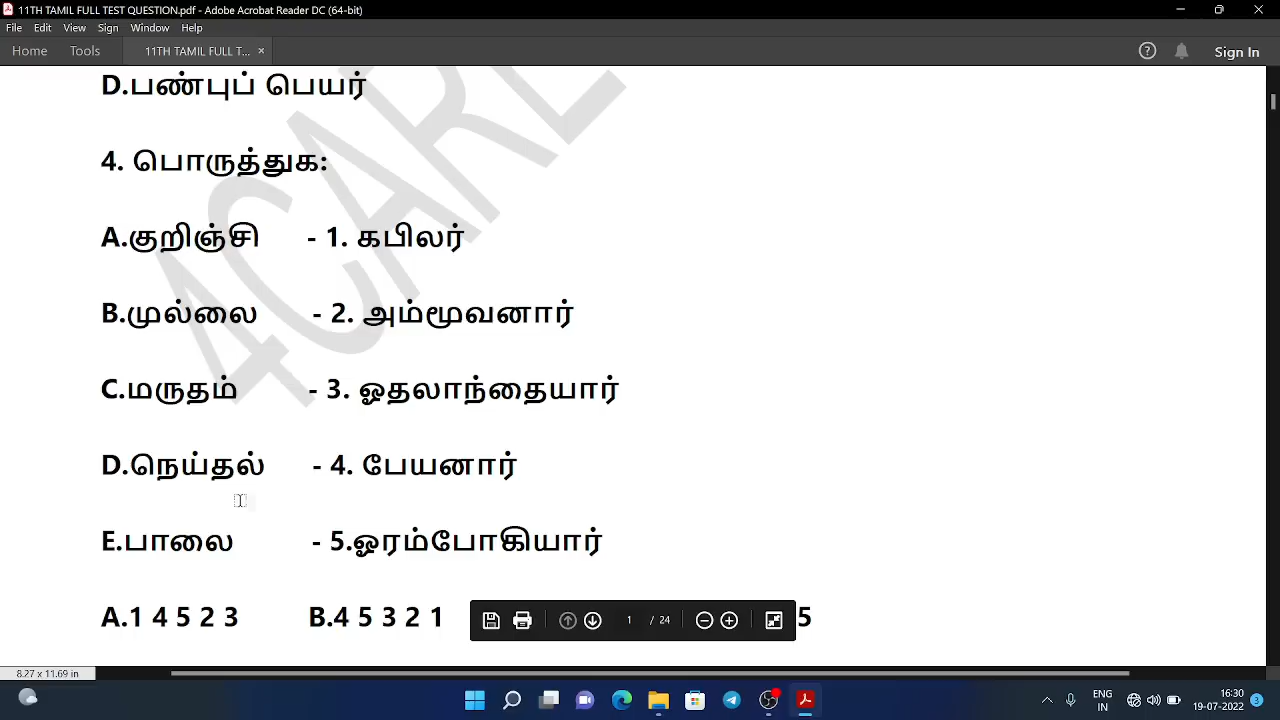 11TH TAMIL FULL TEST QUESTION.pdf - Adobe Acrobat Reader DC (64-bit)
File Edit View Sign Window Help
Home Tools 11TH TAMIL FULL T... × Sign In
D.பண்புப் பெயர்
4. பொருத்துக:
A.குறிஞ்சி - 1. கபிலர்
B.முல்லை - 2. அம்மூவனார்
C.மருதம் - 3. ஓதலாந்தையார்
D.நெய்தல் - 4. பேயனார்
E.பாலை - 5.ஓரம்போகியார்
A.1 4 5 2 3 B.4 5 3 2 1 5
1 / 24
4CARE
8.27 x 11.69 in
ENG 16:30
IN 19-07-2022 3